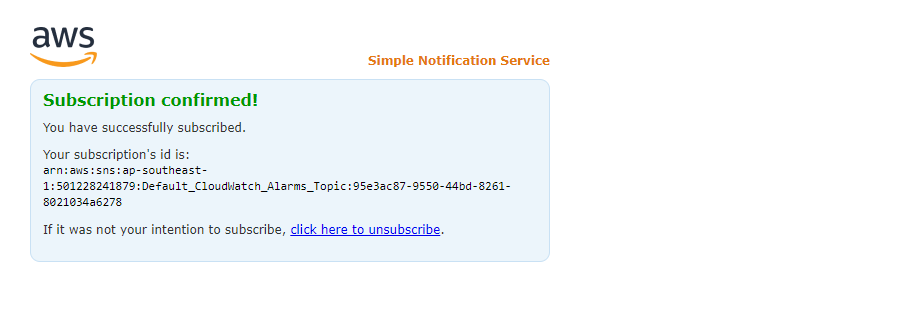 aws
Simple Notification Service
Subscription confirmed!
You have successfully subscribed.
Your subscription's id is:
arn:aws:sns:ap-southeast-
1:501228241879:Default_CloudWatch_Alarms_Topic:95e3ac87-9550-44bd-8261-
8021034a6278
If it was not your intention to subscribe, click here to unsubscribe.